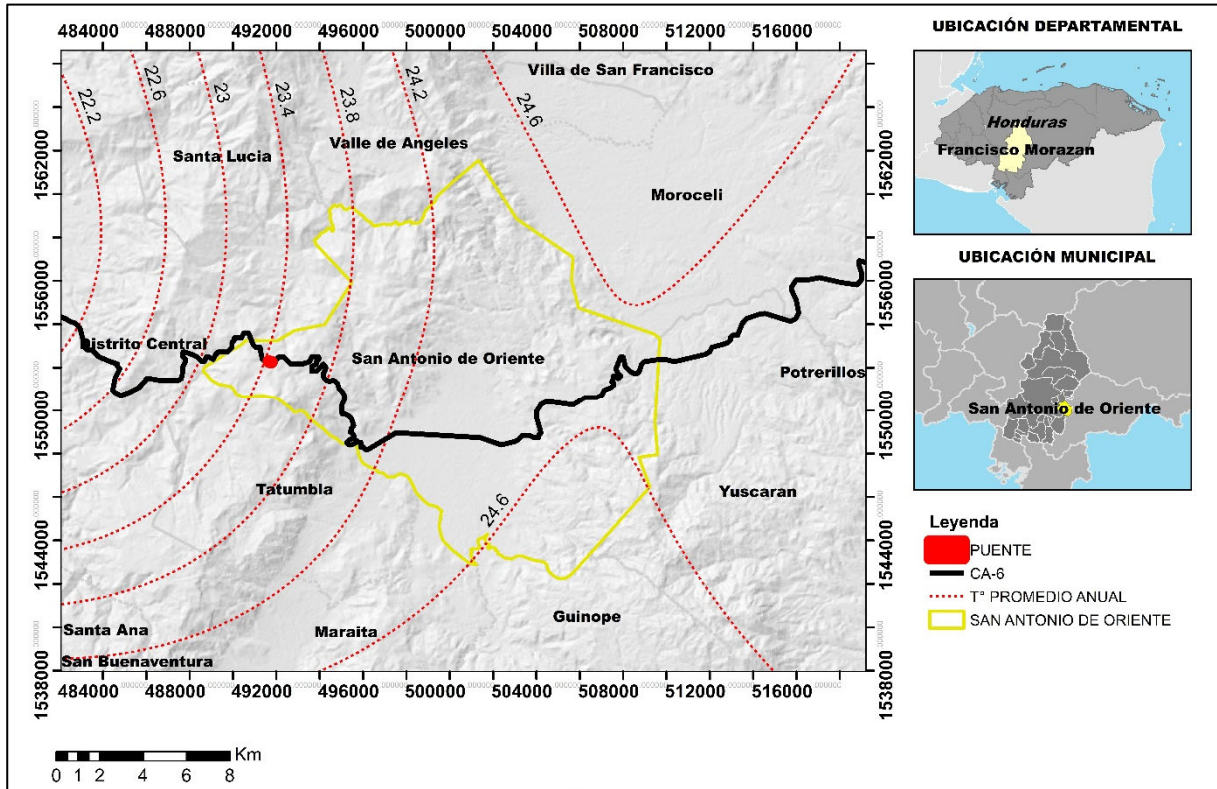 484000 488000 492000 496000 500000 504000 508000 512000 516000
Villa de San Francisco
22.2
22.6
23
23.4
23.8
24.2
24.6
Valle de Angeles
Santa Lucia
Moroceli
Distrito Central
San Antonio de Oriente
Potrerillos
Tatumbla
24.6
Yuscaran
Guinope
Santa Ana
Maraita
San Buenaventura
1562000
1556000
1550000
1544000
1538000
1562000
1556000
1550000
1544000
1538000
484000 488000 492000 496000 500000 504000 508000 512000 516000
Km
0 1 2 4 6 8
UBICACIÓN DEPARTAMENTAL
Honduras
Francisco Morazan
UBICACIÓN MUNICIPAL
San Antonio de Oriente
Leyenda
PUENTE
CA-6
T° PROMEDIO ANUAL
SAN ANTONIO DE ORIENTE